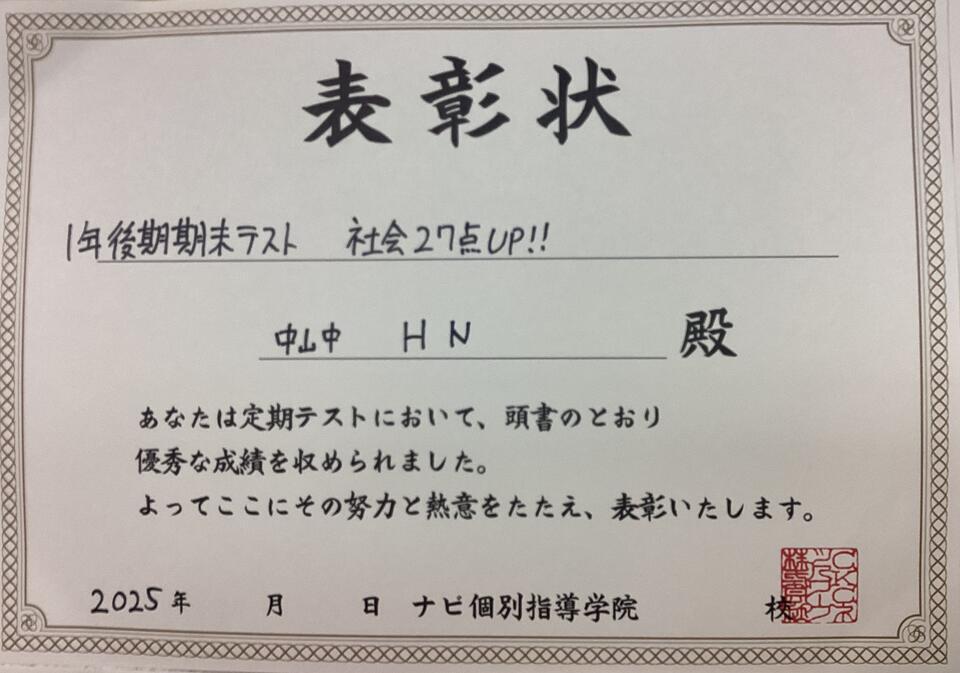 表彰状
1年後期期末テスト 社会27点UP!!
中山中 H N 殿
あなたは定期テストにおいて、頭書のとおり
優秀な成績を収められました。
よってここにその努力と熱意をたたえ、表彰いたします。
2025年 月 日 ナビ個別指導学院 校